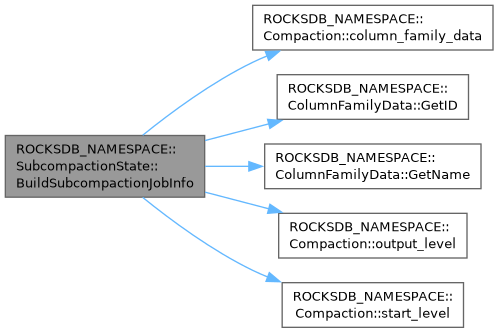 ROCKSDB_NAMESPACE::
SubcompactionState::
BuildSubcompactionJobInfo
ROCKSDB_NAMESPACE::
Compaction::column_family_data
ROCKSDB_NAMESPACE::
ColumnFamilyData::GetID
ROCKSDB_NAMESPACE::
ColumnFamilyData::GetName
ROCKSDB_NAMESPACE::
Compaction::output_level
ROCKSDB_NAMESPACE::
Compaction::start_level